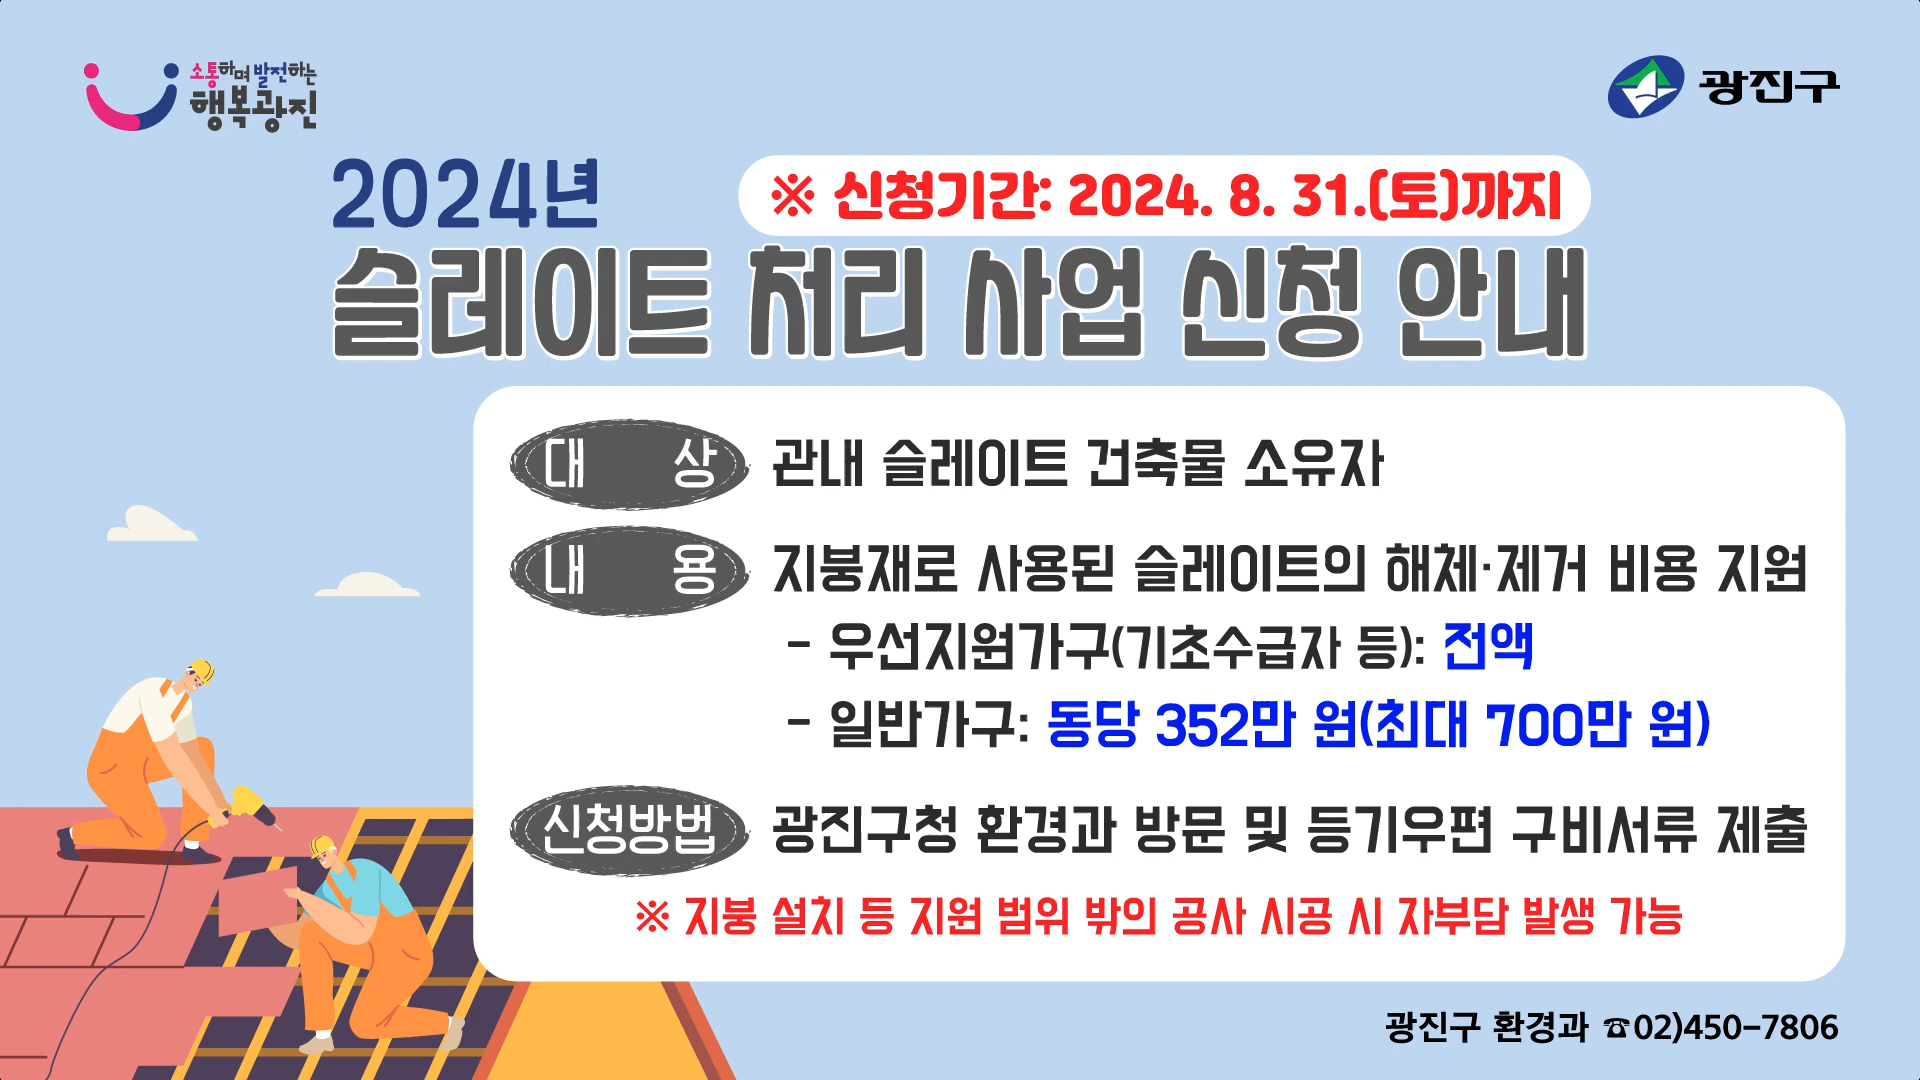 소통하며 발전하는
행복광진
광진구
2024년
※ 신청기간: 2024. 8. 31.(토)까지
슬레이트 처리 사업 신청 안내
대 상 관내 슬레이트 건축물 소유자
내 용 지붕재로 사용된 슬레이트의 해체·제거 비용 지원
- 우선지원가구(기초수급자 등): 전액
- 일반가구: 동당 352만 원(최대 700만 원)
신청방법 광진구청 환경과 방문 및 등기우편 구비서류 제출
※ 지붕 설치 등 지원 범위 밖의 공사 시공 시 자부담 발생 가능
광진구 환경과 ☎02)450-7806